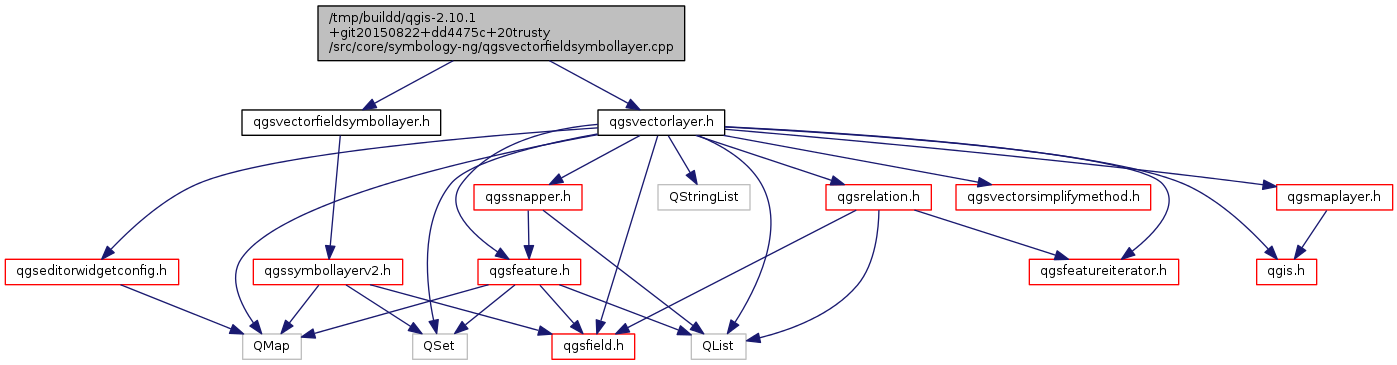 /tmp/buildd/qgis-2.10.1
+git20150822+dd4475c+20trusty
/src/core/symbology-ng/qgsvectorfieldsymbollayer.cpp
qgsvectorfieldsymbollayer.h
qgsvectorlayer.h
qgssnapper.h
QStringList
qgsrelation.h
qgsvectorsimplifymethod.h
qgsmaplayer.h
qgseditorwidgetconfig.h
qgssymbollayerv2.h
qgsfeature.h
qgsfeatureiterator.h
qgis.h
QMap
QSet
qgsfield.h
QList